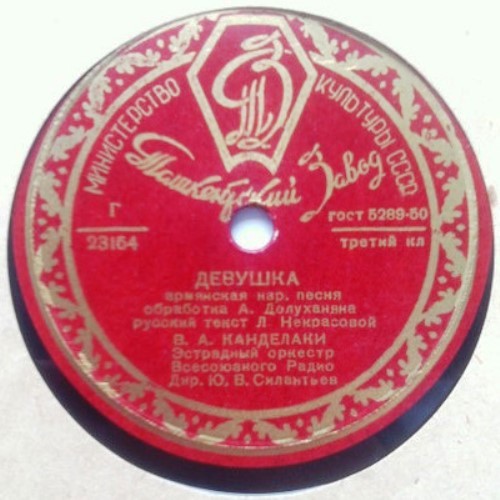 МИНИСТЕРСТВО КУЛЬТУРЫ СССР
ТЗ
Ташкентский Завод
Г
23154
ГОСТ 5289-50
третий кл
ДЕВУШКА
армянская нар. песня
обработка А. Долуханяна
русский текст Л. Некрасовой
В. А. КАНДЕЛАКИ
Эстрадный оркестр
Всесоюзного Радио
Дир. Ю. В. Силантьев